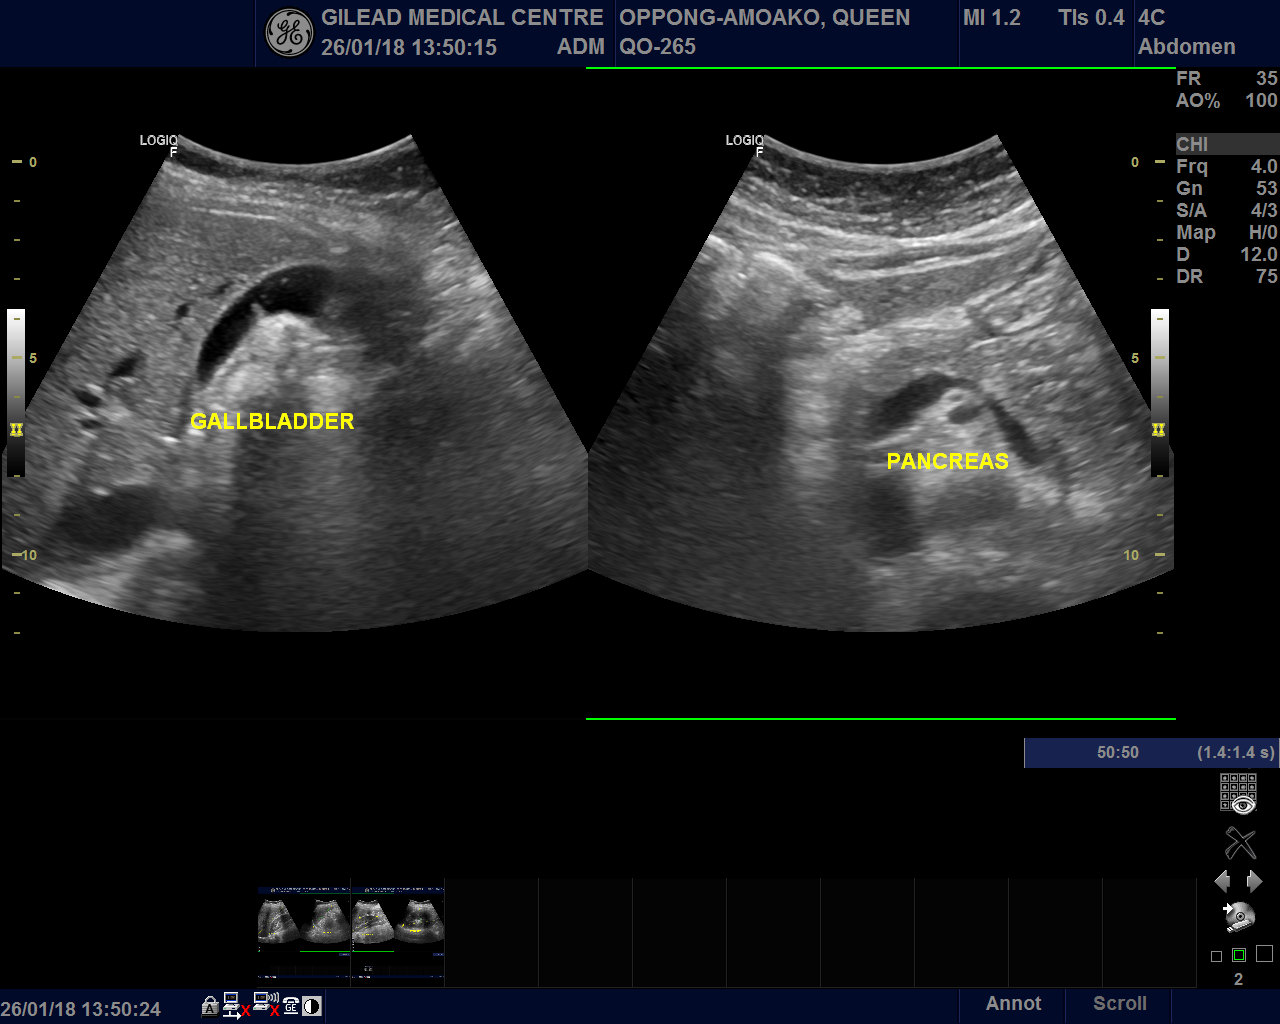 GILEAD MEDICAL CENTRE
26/01/18 13:50:15 ADM
OPPONG-AMOAKO, QUEEN
QO-265
MI 1.2 TIs 0.4
4C
Abdomen
FR 35
AO% 100
CHI
Frq 4.0
Gn 53
S/A 4/3
Map H/0
D 12.0
DR 75
LOGIQ
F
0
5
10
GALLBLADDER
LOGIQ
F
0
5
10
PANCREAS
50:50 (1.4:1.4 s)
2
26/01/18 13:50:24
A
GE
Annot
Scroll